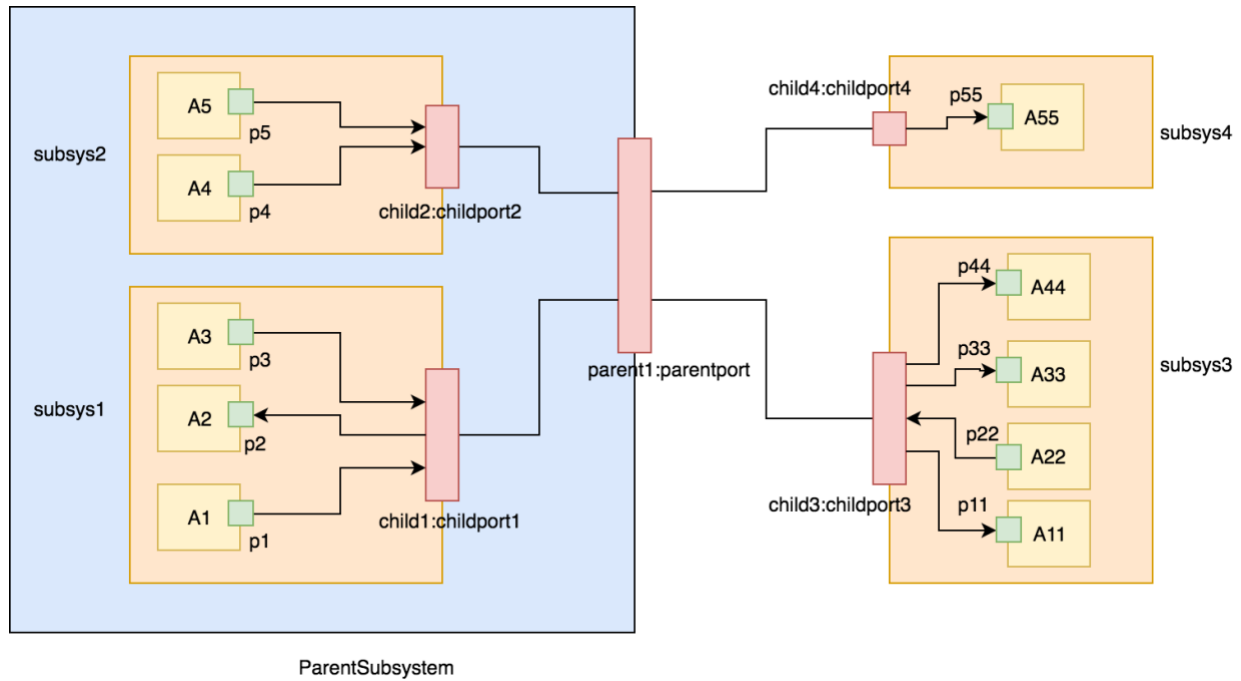 subsys2
A5
p5
A4
p4
child2:childport2
subsys1
A3
p3
A2
p2
A1
p1
child1:childport1
parent1:parentport
ParentSubsystem
child4:childport4
p55
A55
subsys4
p44
A44
p33
A33
subsys3
p22
A22
child3:childport3
p11
A11